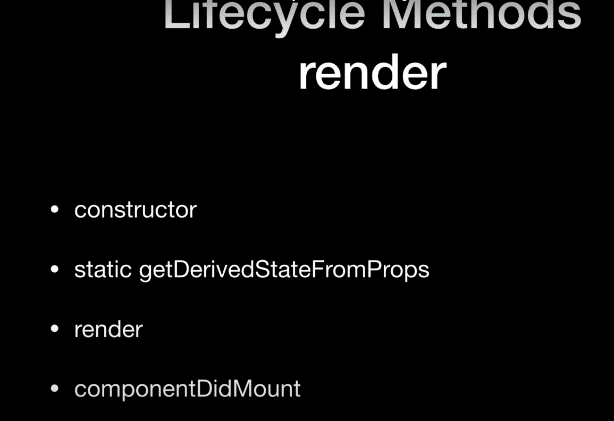 Lifecycle Methods
render
• constructor
• static getDerivedStateFromProps
• render
• componentDidMount